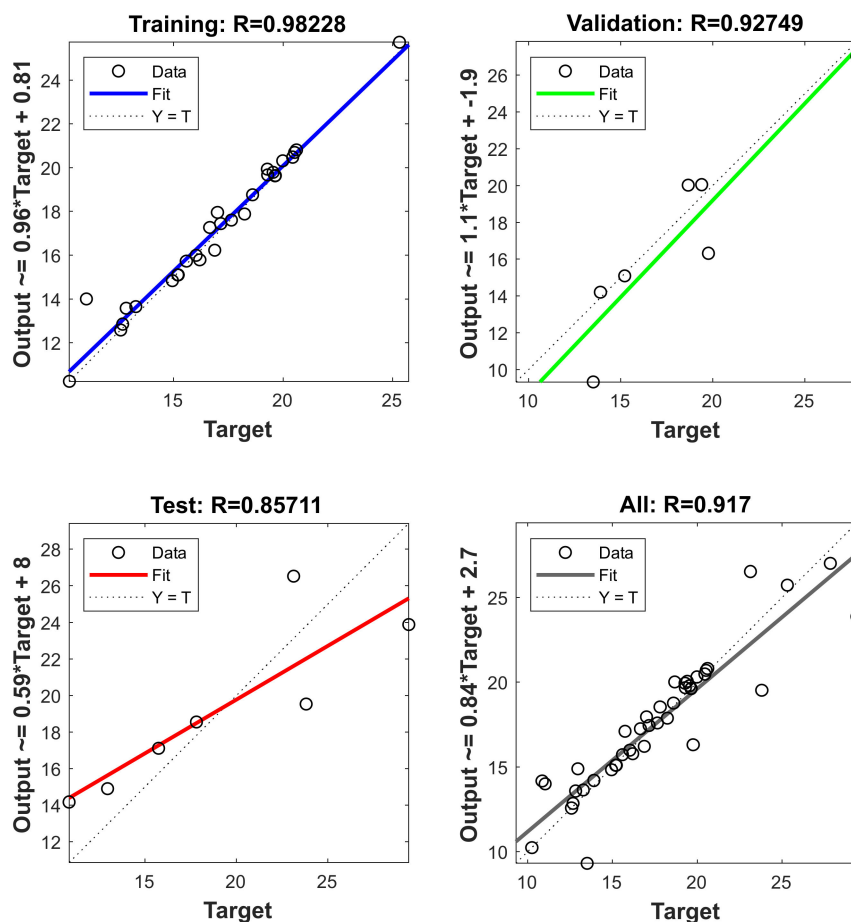 Training: R=0.98228
Output ~= 0.96*Target + 0.81
Data
Fit
Y = T
24
22
20
18
16
14
12
15 20 25
Target
Validation: R=0.92749
Output ~= 1.1*Target + -1.9
Data
Fit
Y = T
26
24
22
20
18
16
14
12
10
10 15 20 25
Target
Test: R=0.85711
Output ~= 0.59*Target + 8
Data
Fit
Y = T
28
26
24
22
20
18
16
14
12
15 20 25
Target
All: R=0.917
Output ~= 0.84*Target + 2.7
Data
Fit
Y = T
25
20
15
10
10 15 20 25
Target